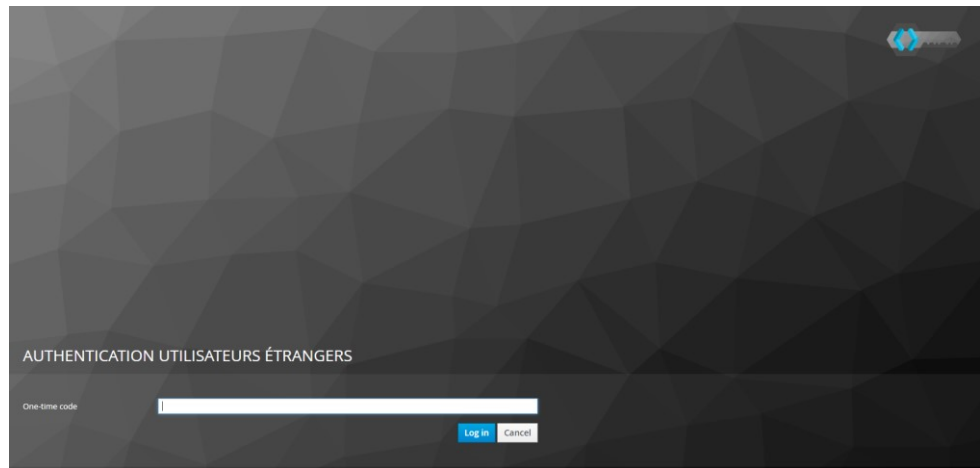 AUTHENTICATION UTILISATEURS ÉTRANGERS
One-time code
Log in Cancel